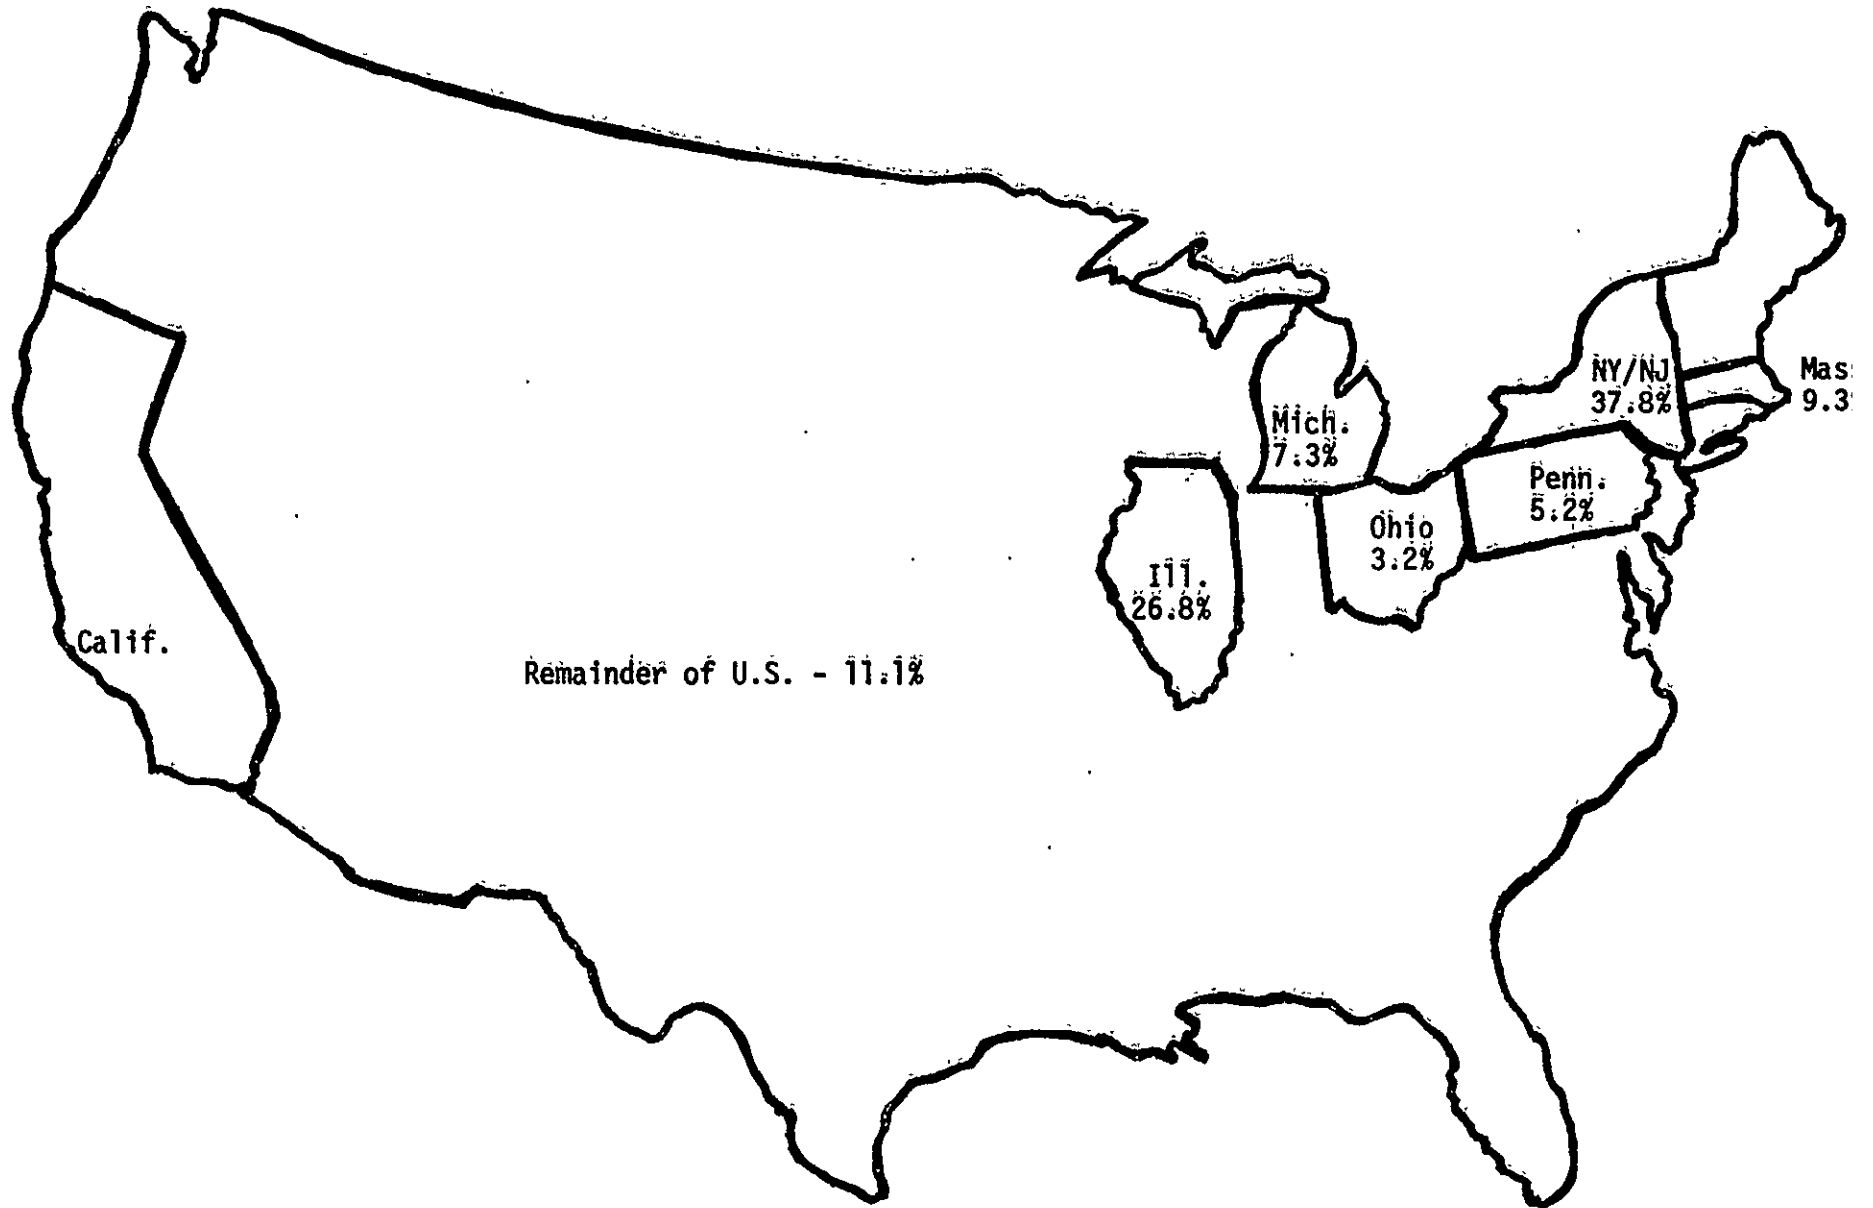 NY/NJ
37.8%
Mas
9.3
Mich.
7.3%
Penn.
5.2%
Ohio
3.2%
Ill.
26.8%
Calif.
Remainder of U.S. - 11.1%